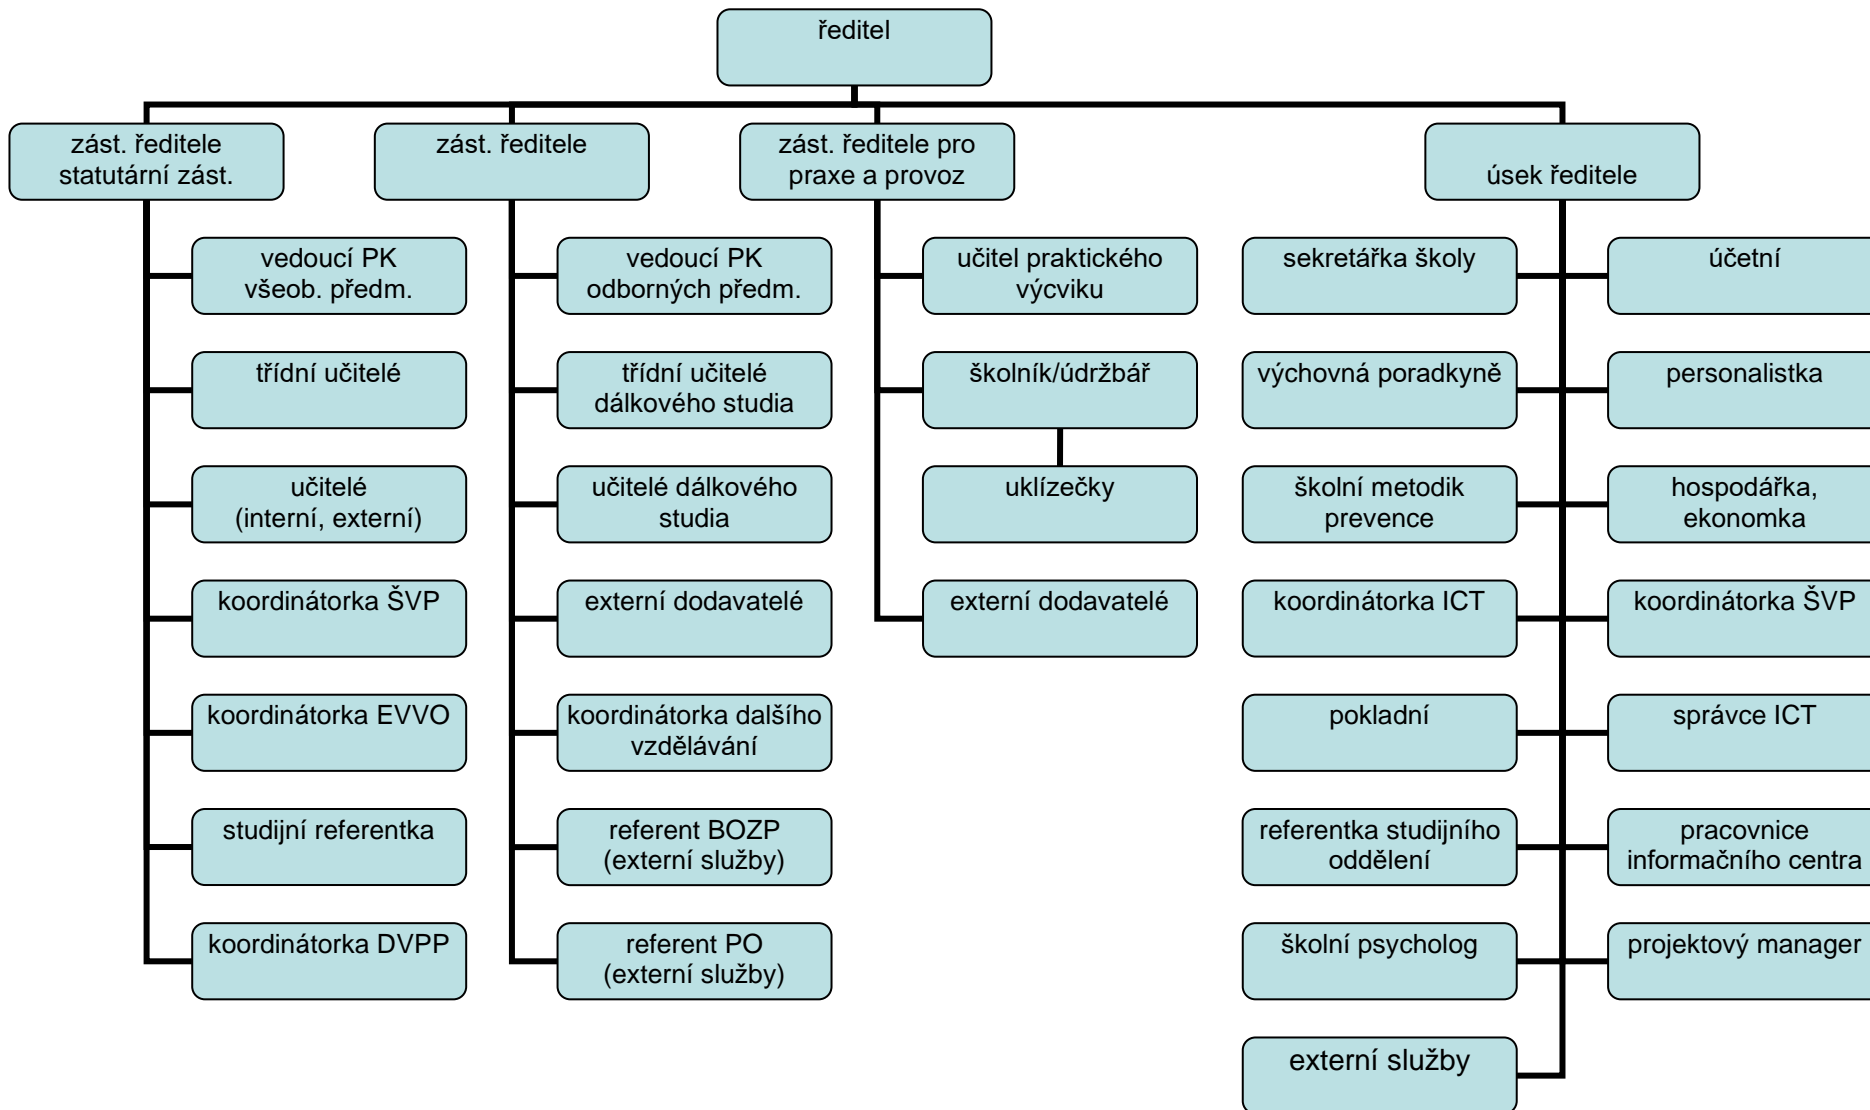 ředitel
zást. ředitele
statutární zást.
zást. ředitele
zást. ředitele pro
praxe a provoz
úsek ředitele
vedoucí PK
všeob. předm.
třídní učitelé
učitelé
(interní, externí)
koordinátorka ŠVP
koordinátorka EVVO
studijní referentka
koordinátorka DVPP
vedoucí PK
odborných předm.
třídní učitelé
dálkového studia
učitelé dálkového
studia
externí dodavatelé
koordinátorka dalšího
vzdělávání
referent BOZP
(externí služby)
referent PO
(externí služby)
učitel praktického
výcviku
školník/údržbář
uklízečky
externí dodavatelé
sekretářka školy
účetní
výchovná poradkyně
personalistka
školní metodik
prevence
hospodářka,
ekonomka
koordinátorka ICT
koordinátorka ŠVP
pokladní
správce ICT
referentka studijního
oddělení
pracovnice
informačního centra
školní psycholog
projektový manager
externí služby